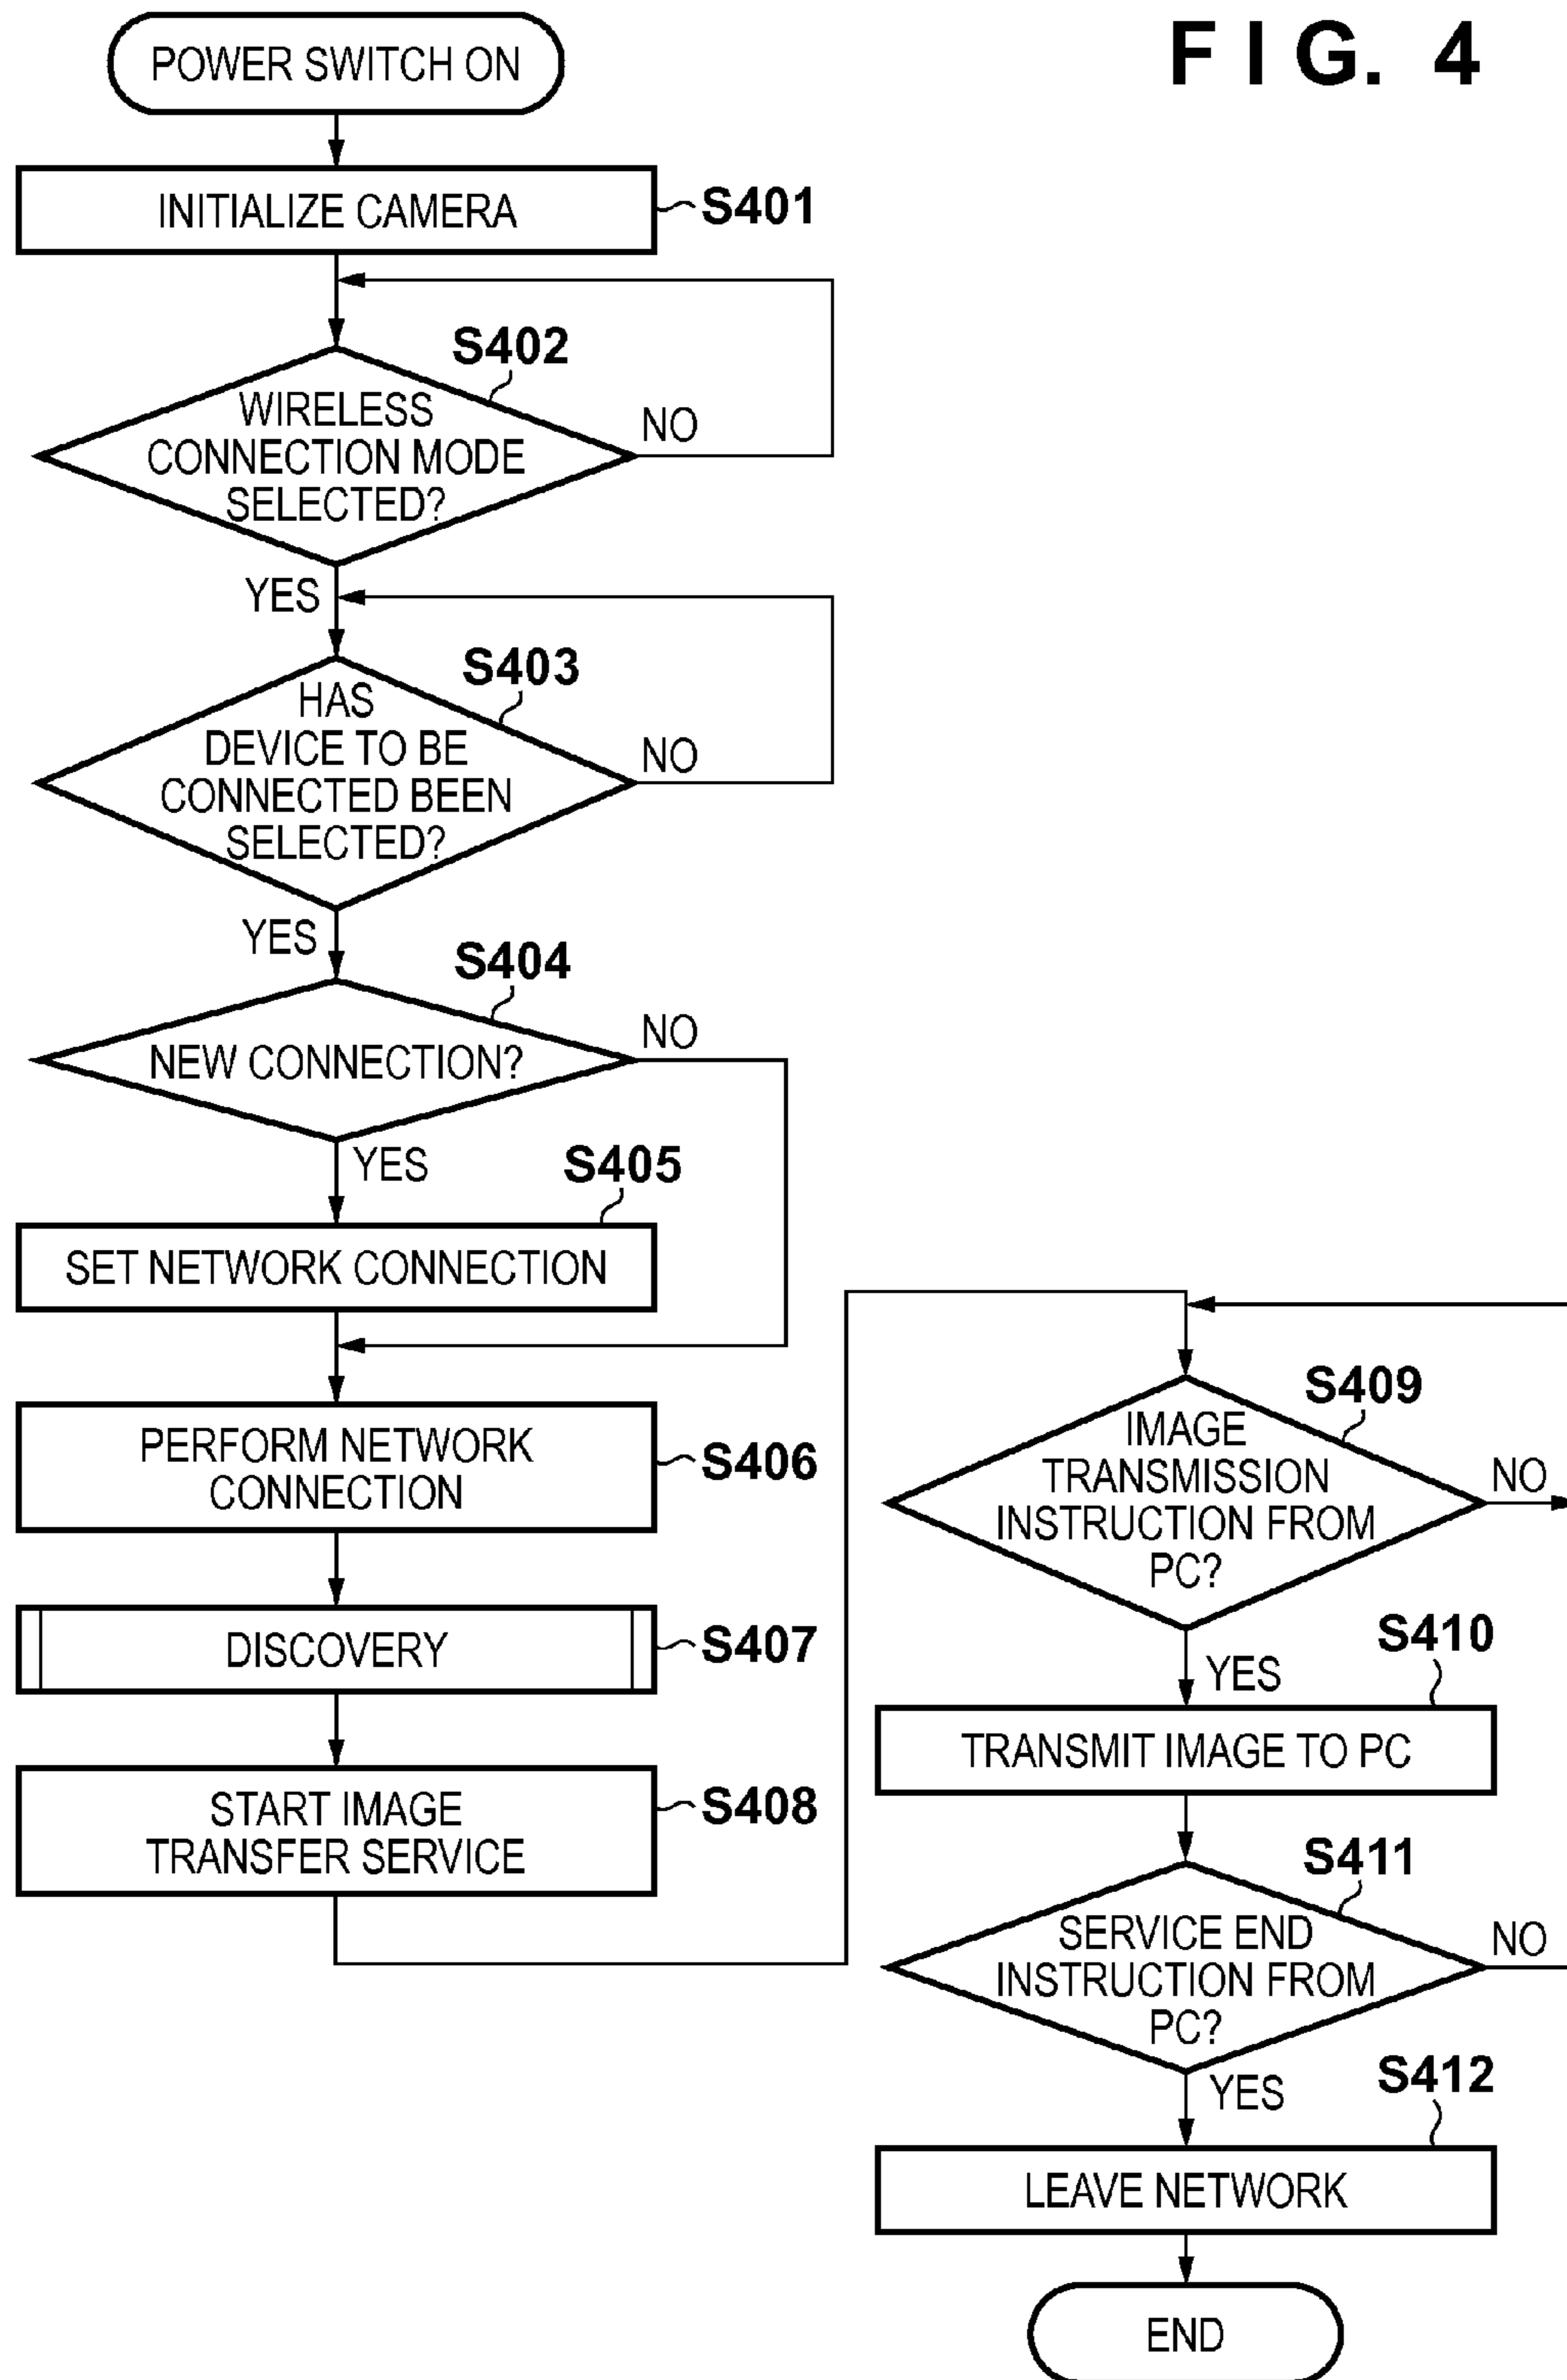 FIG. 4
POWER SWITCH ON
INITIALIZE CAMERA
S401
S402
WIRELESS
CONNECTION MODE
SELECTED?
NO
YES
S403
HAS
DEVICE TO BE
CONNECTED BEEN
SELECTED?
NO
YES
S404
NEW CONNECTION?
NO
YES
S405
SET NETWORK CONNECTION
PERFORM NETWORK
CONNECTION
S406
DISCOVERY
S407
START IMAGE
TRANSFER SERVICE
S408
S409
IMAGE
TRANSMISSION
INSTRUCTION FROM
PC?
NO
YES
S410
TRANSMIT IMAGE TO PC
S411
SERVICE END
INSTRUCTION FROM
PC?
NO
YES
S412
LEAVE NETWORK
END